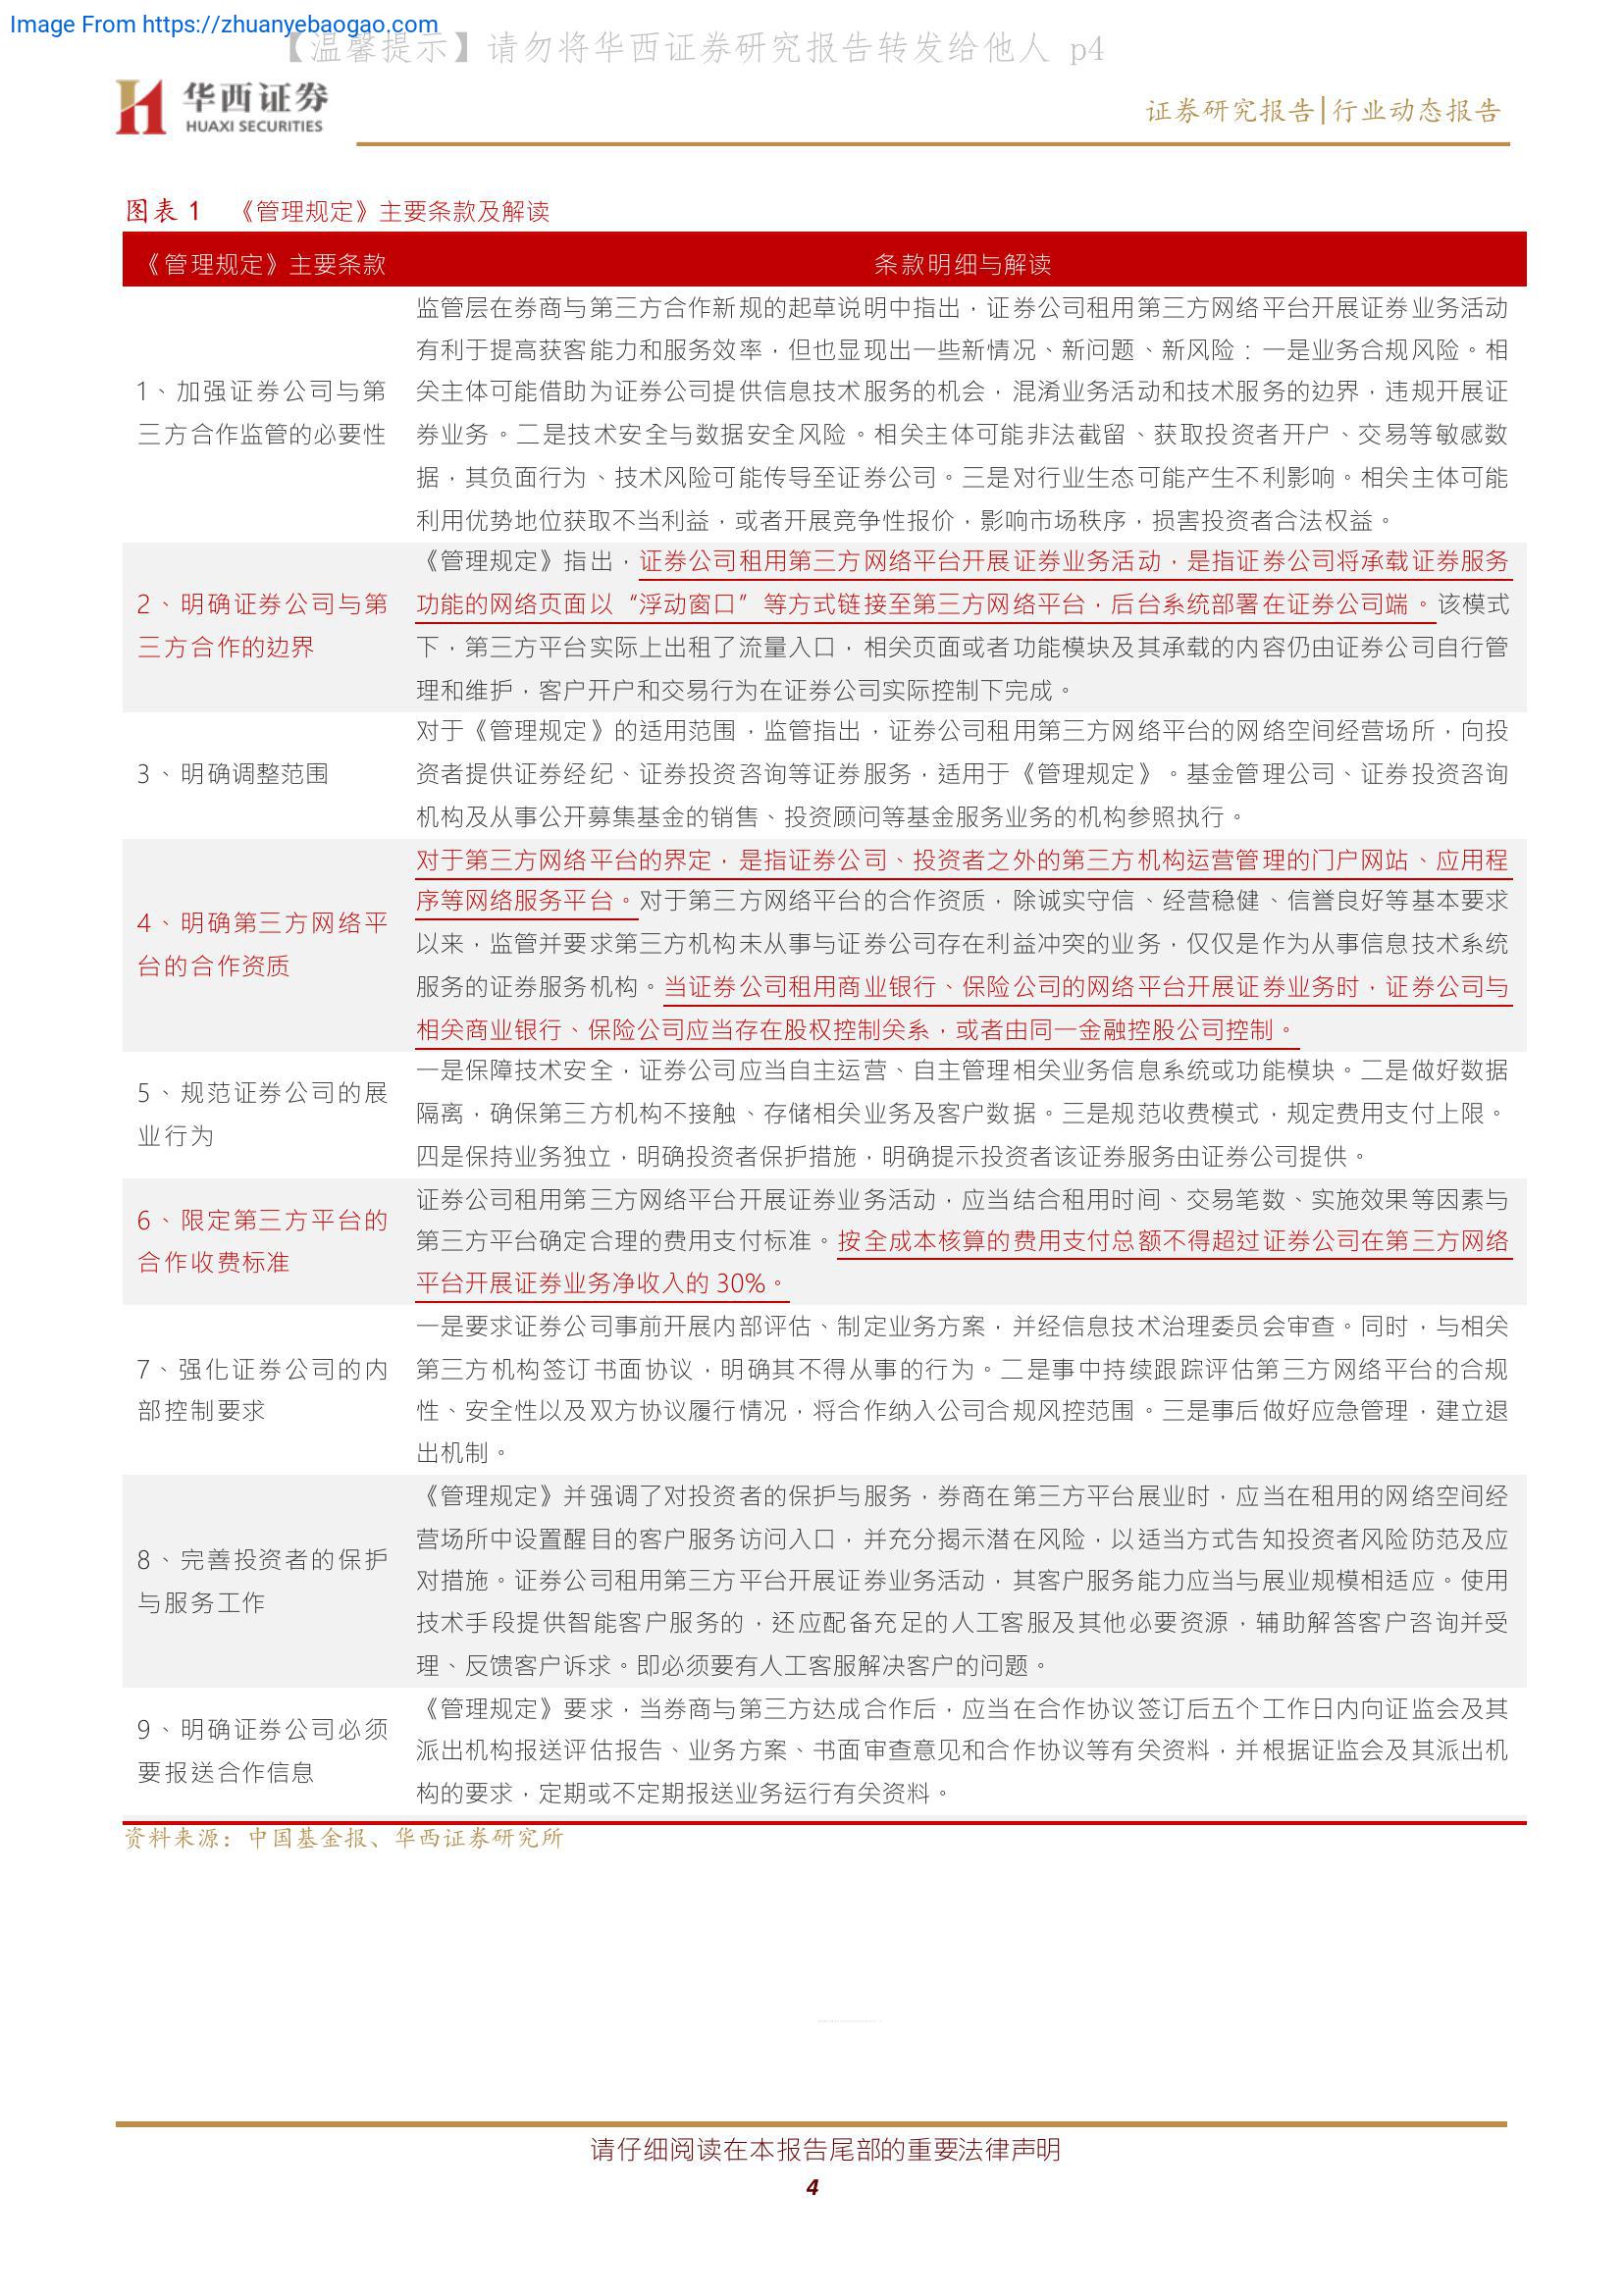 Image From https://zhuanyebaogao.com
【温馨提示】请勿将华西证券研究报告转发给他人 p4
华西证券
HUAXI SECURITIES
证券研究报告|行业动态报告
图表 1 《管理规定》主要条款及解读
《管理规定》主要条款 条款明细与解读
1、加强证券公司与第
三方合作监管的必要性
监管层在券商与第三方合作新规的起草说明中指出，证券公司租用第三方网络平台开展证券业务活动
有利于提高获客能力和服务效率，但也显现出一些新情况、新问题、新风险：一是业务合规风险。相
关主体可能借助为证券公司提供信息技术服务的机会，混淆业务活动和技术服务的边界，违规开展证
券业务。二是技术安全与数据安全风险。相关主体可能非法截留、获取投资者开户、交易等敏感数
据，其负面行为、技术风险可能传导至证券公司。三是对行业生态可能产生不利影响。相关主体可能
利用优势地位获取不当利益，或者开展竞争性报价，影响市场秩序，损害投资者合法权益。
2、明确证券公司与第
三方合作的边界
《管理规定》指出，证券公司租用第三方网络平台开展证券业务活动，是指证券公司将承载证券服务
功能的网络页面以“浮动窗口”等方式链接至第三方网络平台，后台系统部署在证券公司端。该模式
下，第三方平台实际上出租了流量入口，相关页面或者功能模块及其承载的内容仍由证券公司自行管
理和维护，客户开户和交易行为在证券公司实际控制下完成。
3、明确调整范围
对于《管理规定》的适用范围，监管指出，证券公司租用第三方网络平台的网络空间经营场所，向投
资者提供证券经纪、证券投资咨询等证券服务，适用于《管理规定》。基金管理公司、证券投资咨询
机构及从事公开募集基金的销售、投资顾问等基金服务业务的机构参照执行。
4、明确第三方网络平
台的合作资质
对于第三方网络平台的界定，是指证券公司、投资者之外的第三方机构运营管理的门户网站、应用程
序等网络服务平台。对于第三方网络平台的合作资质，除诚实守信、经营稳健、信誉良好等基本要求
以来，监管并要求第三方机构未从事与证券公司存在利益冲突的业务，仅仅是作为从事信息技术系统
服务的证券服务机构。当证券公司租用商业银行、保险公司的网络平台开展证券业务时，证券公司与
相关商业银行、保险公司应当存在股权控制关系，或者由同一金融控股公司控制。
5、规范证券公司的展
业行为
一是保障技术安全，证券公司应当自主运营、自主管理相关业务信息系统或功能模块。二是做好数据
隔离，确保第三方机构不接触、存储相关业务及客户数据。三是规范收费模式，规定费用支付上限。
四是保持业务独立，明确投资者保护措施，明确提示投资者该证券服务由证券公司提供。
6、限定第三方平台的
合作收费标准
证券公司租用第三方网络平台开展证券业务活动，应当结合租用时间、交易笔数、实施效果等因素与
第三方平台确定合理的费用支付标准。按全成本核算的费用支付总额不得超过证券公司在第三方网络
平台开展证券业务净收入的 30%。
7、强化证券公司的内
部控制要求
一是要求证券公司事前开展内部评估、制定业务方案，并经信息技术治理委员会审查。同时，与相关
第三方机构签订书面协议，明确其不得从事的行为。二是事中持续跟踪评估第三方网络平台的合规
性、安全性以及双方协议履行情况，将合作纳入公司合规风控范围。三是事后做好应急管理，建立退
出机制。
8、完善投资者的保护
与服务工作
《管理规定》并强调了对投资者的保护与服务，券商在第三方平台展业时，应当在租用的网络空间经
营场所中设置醒目的客户服务访问入口，并充分揭示潜在风险，以适当方式告知投资者风险防范及应
对措施。证券公司租用第三方平台开展证券业务活动，其客户服务能力应当与展业规模相适应。使用
技术手段提供智能客户服务的，还应配备充足的人工客服及其他必要资源，辅助解答客户咨询并受
理、反馈客户诉求。即必须要有人工客服解决客户的问题。
9、明确证券公司必须
要报送合作信息
《管理规定》要求，当券商与第三方达成合作后，应当在合作协议签订后五个工作日内向证监会及其
派出机构报送评估报告、业务方案、书面审查意见和合作协议等有关资料，并根据证监会及其派出机
构的要求，定期或不定期报送业务运行有关资料。
资料来源：中国基金报、华西证券研究所
请仔细阅读在本报告尾部的重要法律声明
4